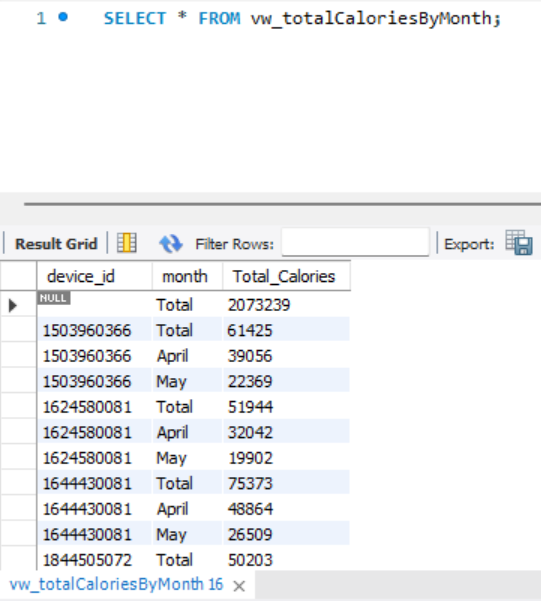 1 SELECT * FROM vw_totalCaloriesByMonth;
Result Grid Filter Rows: Export:
device_id month Total_Calories
NULL Total 2073239
1503960366 Total 61425
1503960366 April 39056
1503960366 May 22369
1624580081 Total 51944
1624580081 April 32042
1624580081 May 19902
1644430081 Total 75373
1644430081 April 48864
1644430081 May 26509
1844505072 Total 50203
vw_totalCaloriesByMonth 16